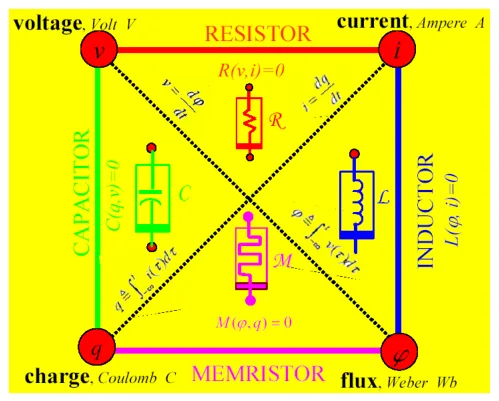 voltage, Volt V
current, Ampere A
v
RESISTOR
i
R(v,i)=0
v = dφ/dt
i = dq/dt
ℛ
CAPACITOR
C(q,v)=0
C
ℒ
INDUCTOR
L(φ, i)=0
q ≜ ∫_{-∞}^{t} i(τ)dτ
φ ≜ ∫_{-∞}^{t} v(τ)dτ
ℳ
M(φ,q) = 0
q
MEMRISTOR
φ
charge, Coulomb C
flux, Weber Wb